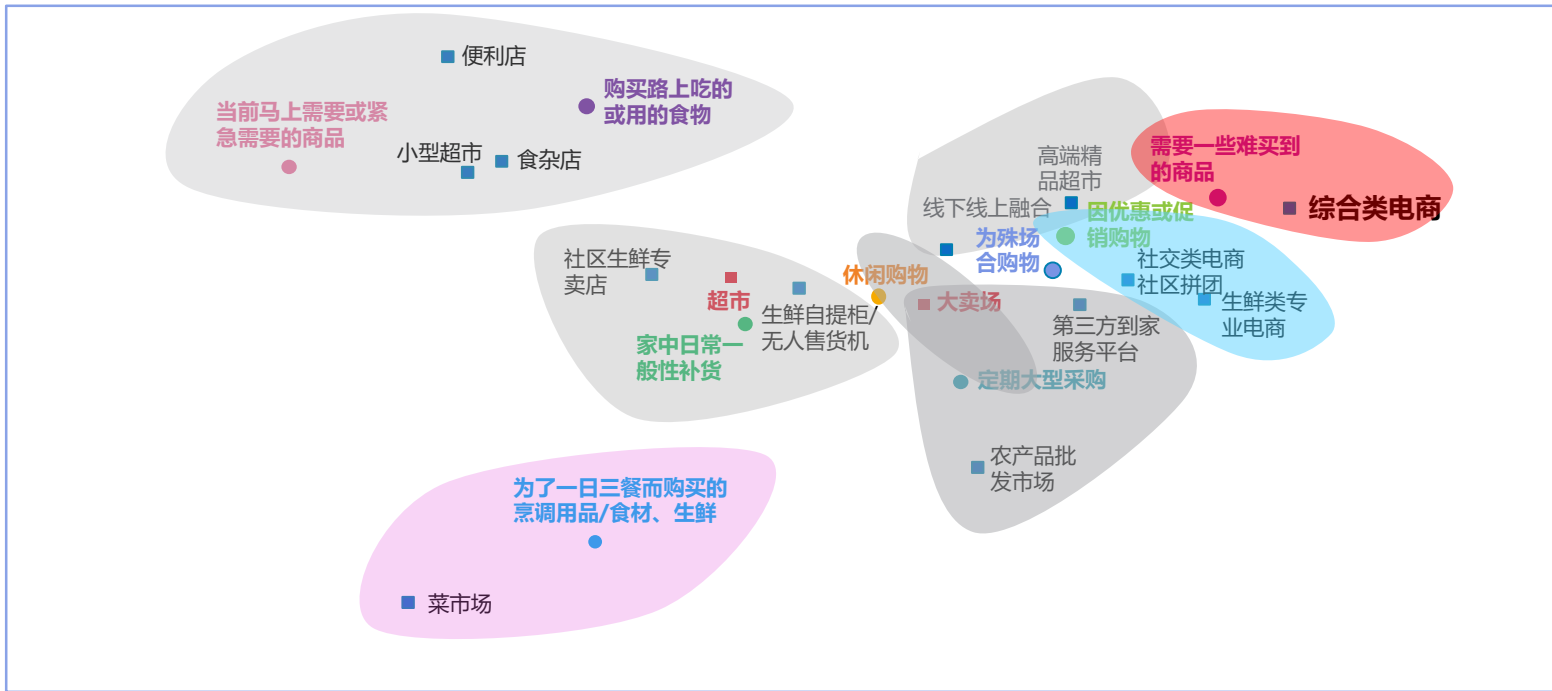 便利店
购买路上吃的
或用的食物
当前马上需要或紧
急需要的商品
小型超市
食杂店
高端精
品超市
需要一些难买到
的商品
线下线上融合
因优惠或促
销购物
综合类电商
为殊场
合购物
社区生鲜专
卖店
超市
休闲购物
社交类电商
社区拼团
生鲜自提柜/
无人售货机
大卖场
生鲜类专
业电商
第三方到家
服务平台
家中日常一
般性补货
定期大型采购
农产品批
发市场
为了一日三餐而购买的
烹调用品/食材、生鲜
菜市场